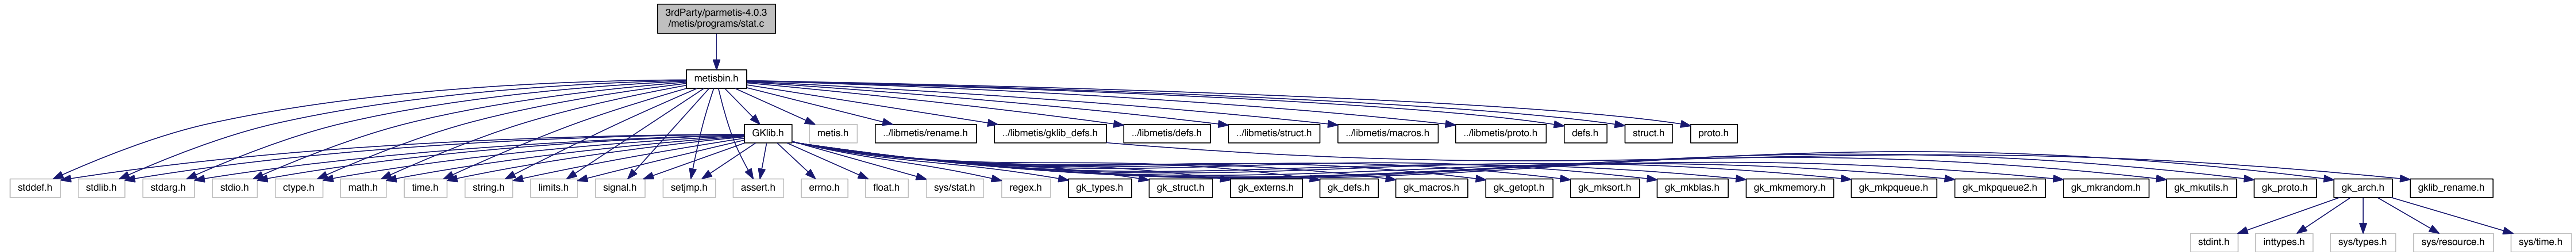 3rdParty/parmetis-4.0.3
/metis/programs/stat.c
metisbin.h
GKlib.h
metis.h
../libmetis/rename.h
../libmetis/gklib_defs.h
../libmetis/defs.h
../libmetis/struct.h
../libmetis/macros.h
../libmetis/proto.h
defs.h
struct.h
proto.h
stddef.h
stdlib.h
stdarg.h
stdio.h
ctype.h
math.h
time.h
string.h
limits.h
signal.h
setjmp.h
assert.h
errno.h
float.h
sys/stat.h
regex.h
gk_types.h
gk_struct.h
gk_externs.h
gk_defs.h
gk_macros.h
gk_getopt.h
gk_mksort.h
gk_mkblas.h
gk_mkmemory.h
gk_mkpqueue.h
gk_mkpqueue2.h
gk_mkrandom.h
gk_mkutils.h
gk_proto.h
gk_arch.h
gklib_rename.h
stdint.h
inttypes.h
sys/types.h
sys/resource.h
sys/time.h